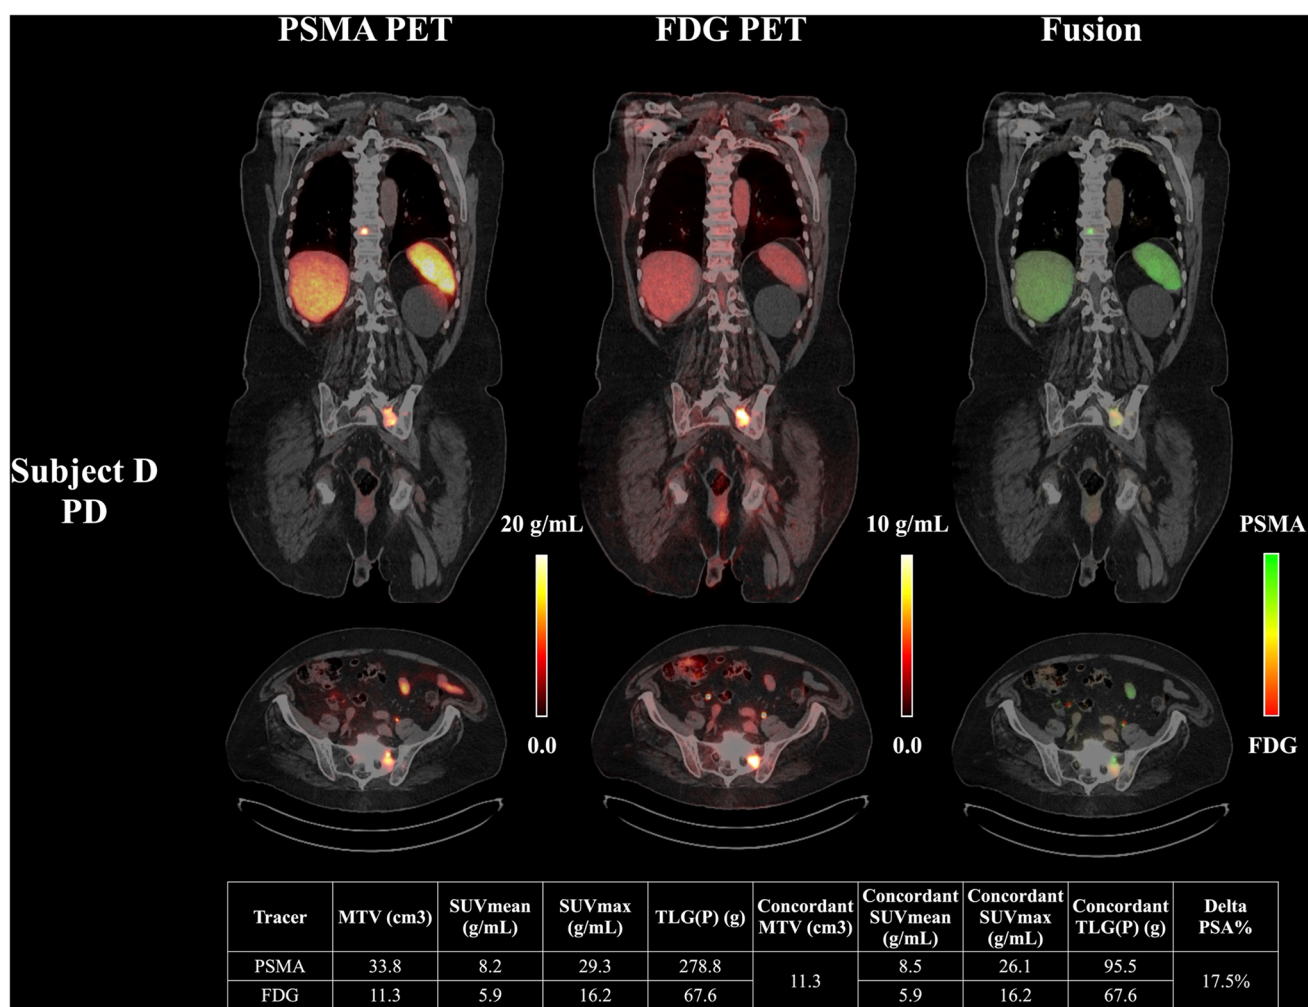 PSMA PET
FDG PET
Fusion
Subject D
PD
20 g/mL
0.0
10 g/mL
0.0
PSMA
FDG
Tracer MTV (cm3) SUVmean (g/mL) SUVmax (g/mL) TLG(P) (g) Concordant MTV (cm3) Concordant SUVmean (g/mL) Concordant SUVmax (g/mL) Concordant TLG(P) (g) Delta PSA%
PSMA 33.8 8.2 29.3 278.8 11.3 8.5 26.1 95.5 17.5%
FDG 11.3 5.9 16.2 67.6 5.9 16.2 67.6